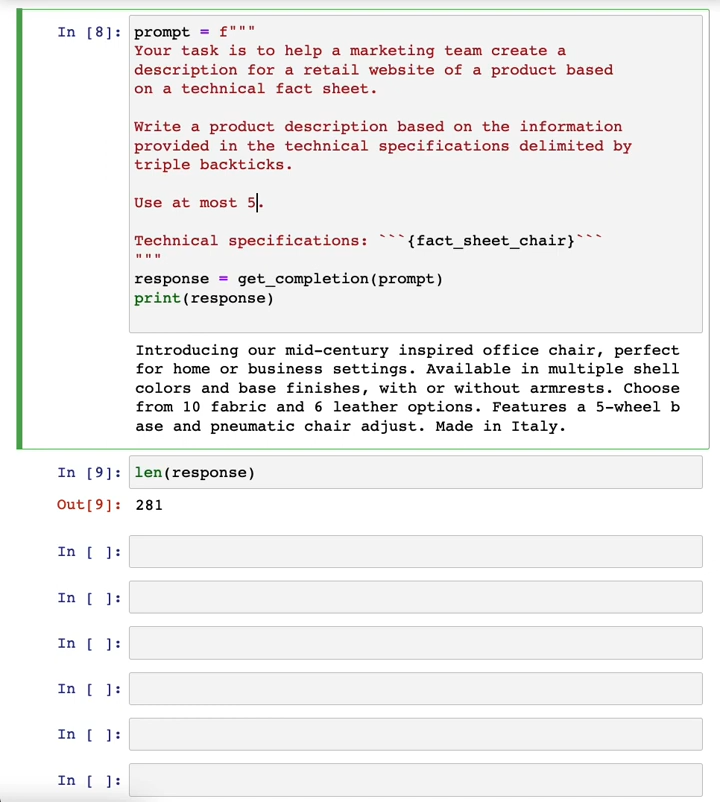 In [8]: prompt = f"""
Your task is to help a marketing team create a
description for a retail website of a product based
on a technical fact sheet.
Write a product description based on the information
provided in the technical specifications delimited by
triple backticks.
Use at most 5.
Technical specifications: ```{fact_sheet_chair}```
"""
response = get_completion(prompt)
print(response)
Introducing our mid-century inspired office chair, perfect
for home or business settings. Available in multiple shell
colors and base finishes, with or without armrests. Choose
from 10 fabric and 6 leather options. Features a 5-wheel b
ase and pneumatic chair adjust. Made in Italy.
In [9]: len(response)
Out[9]: 281
In [ ]:
In [ ]:
In [ ]:
In [ ]:
In [ ]:
In [ ]: